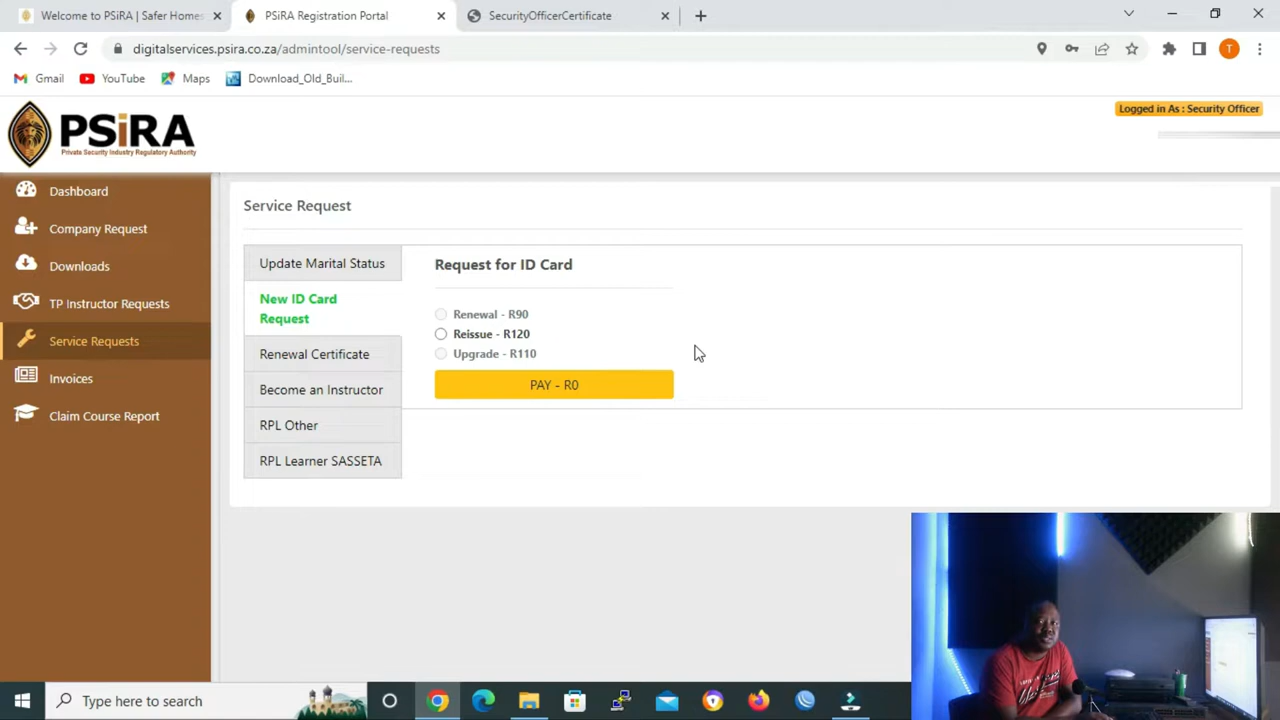 Welcome to PSiRA | Safer Homes
PSiRA Registration Portal
SecurityOfficerCertificate
digitalservices.psira.co.za/admintool/service-requests
T
Gmail
YouTube
Maps
Download_Old_Buil...
PSiRA
Private Security Industry Regulatory Authority
Logged in As : Security Officer
Dashboard
Company Request
Downloads
TP Instructor Requests
Service Requests
Invoices
Claim Course Report
Service Request
Update Marital Status
New ID Card
Request
Renewal Certificate
Become an Instructor
RPL Other
RPL Learner SASSETA
Request for ID Card
Renewal - R90
Reissue - R120
Upgrade - R110
PAY - R0
Type here to search